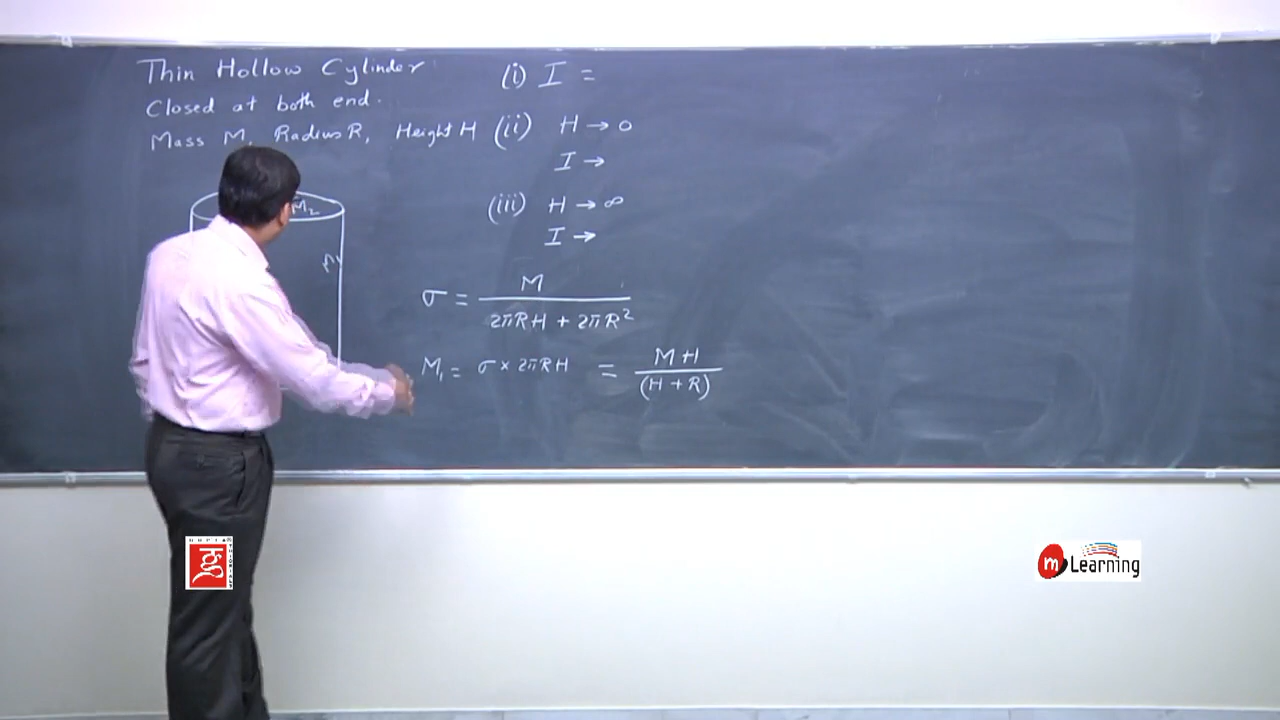 Thin Hollow Cylinder
Closed at both end.
Mass M, Radius R, Height H
(i) I =
(ii) H → 0
I →
(iii) H → ∞
I →
M₂
σ = M / (2πRH + 2πR²)
M₁ = σ × 2πRH = MH / (H + R)
m Learning